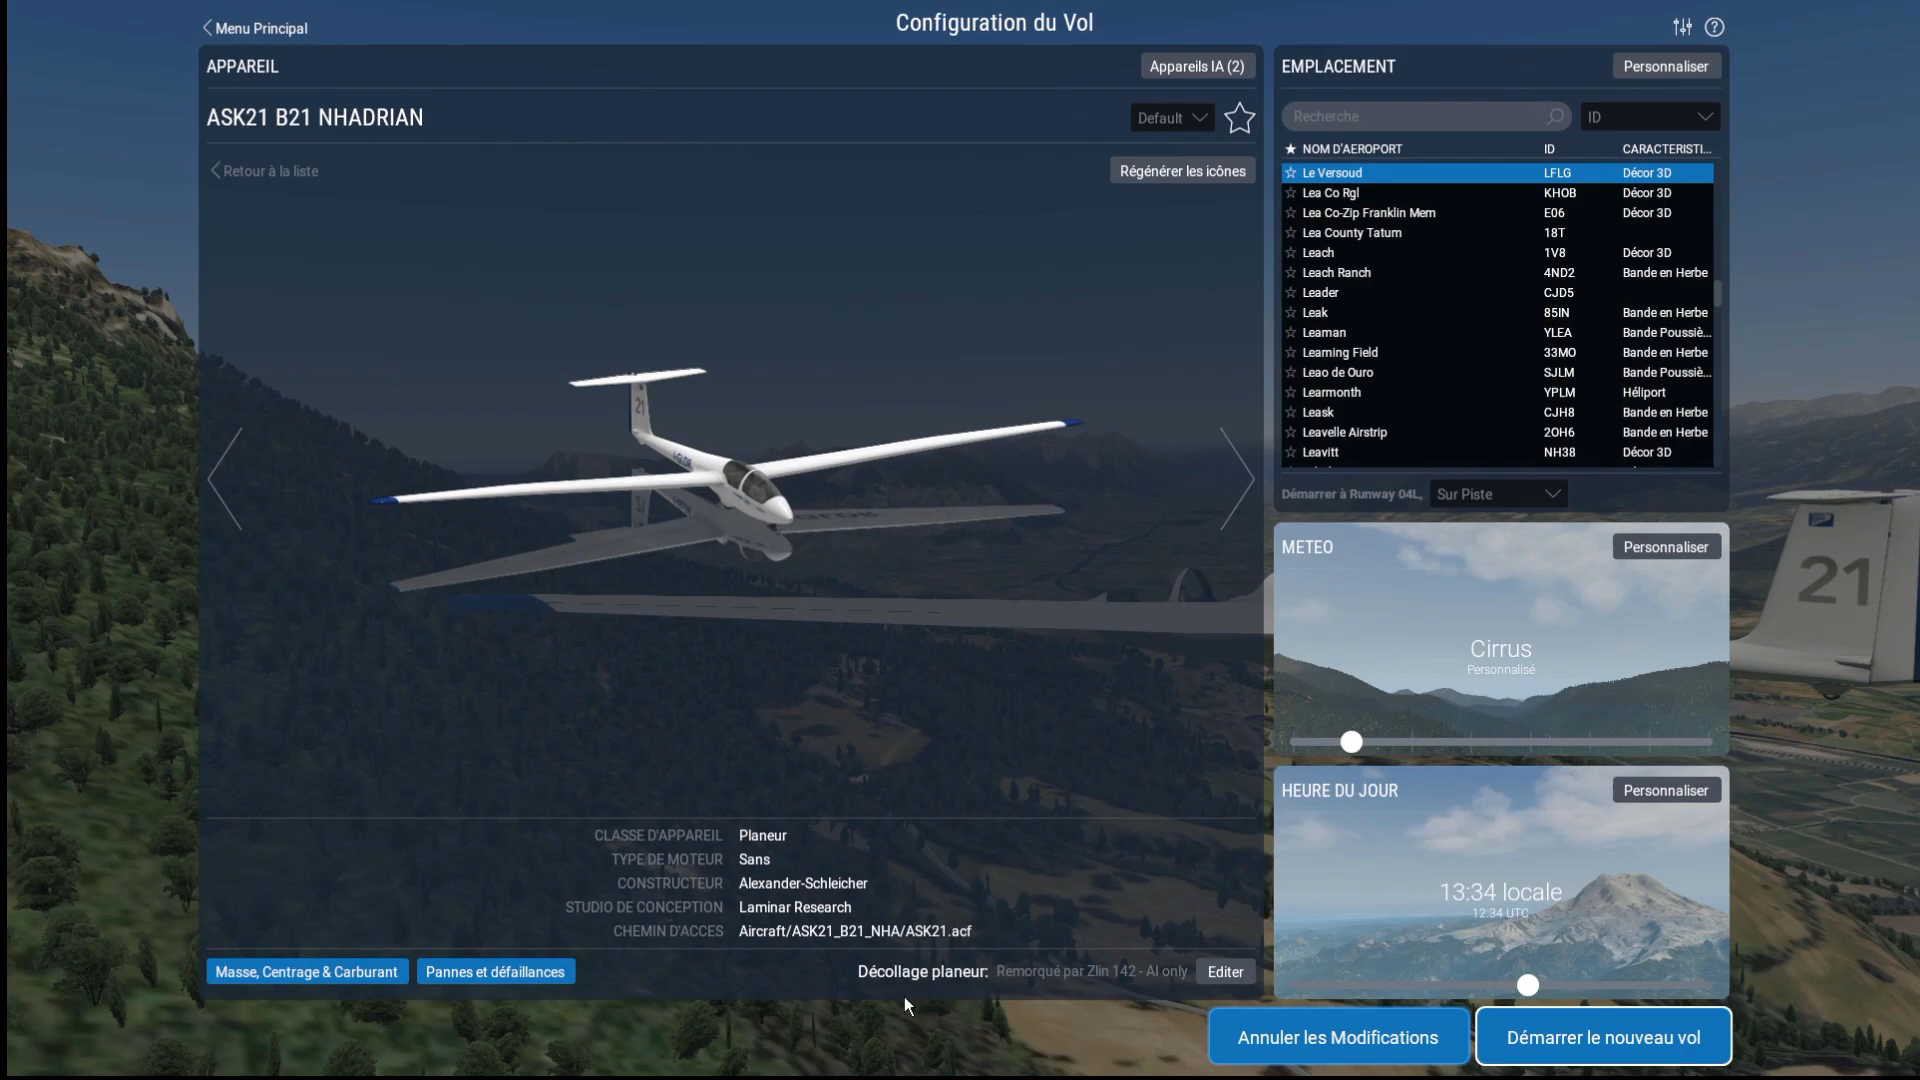 Menu Principal
Configuration du Vol
APPAREIL
Appareils IA (2)
ASK21 B21 NHADRIAN
Default
Retour à la liste
Régénérer les icônes
21
CLASSE D'APPAREIL Planeur
TYPE DE MOTEUR Sans
CONSTRUCTEUR Alexander-Schleicher
STUDIO DE CONCEPTION Laminar Research
CHEMIN D'ACCES Aircraft/ASK21_B21_NHA/ASK21.acf
Masse, Centrage & Carburant
Pannes et défaillances
Décollage planeur: Remorqué par Zlin 142 - AI only
Editer
EMPLACEMENT
Personnaliser
Recherche
ID
NOM D'AEROPORT ID CARACTERISTI...
Le Versoud LFLG Décor 3D
Lea Co Rgl KHOB Décor 3D
Lea Co-Zip Franklin Mem E06 Décor 3D
Lea County Tatum 18T
Leach 1V8 Décor 3D
Leach Ranch 4ND2 Bande en Herbe
Leader CJD5
Leak 85IN Bande en Herbe
Leaman YLEA Bande Poussiè...
Leaming Field 33MO Bande en Herbe
Leao de Ouro SJLM Bande Poussiè...
Learmonth YPLM Héliport
Leask CJH8 Bande en Herbe
Leavelle Airstrip 2OH6 Bande en Herbe
Leavitt NH38 Décor 3D
Démarrer à Runway 04L,
Sur Piste
METEO
Personnaliser
Cirrus
Personnalisé
21
HEURE DU JOUR
Personnaliser
13:34 locale
12:34 UTC
Annuler les Modifications
Démarrer le nouveau vol